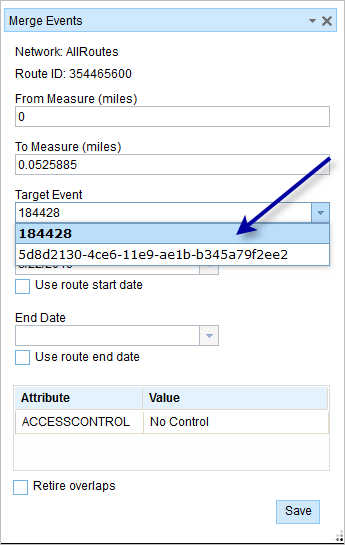 Merge Events
Network: AllRoutes
Route ID: 354465600
From Measure (miles)
0
To Measure (miles)
0.0525885
Target Event
184428
184428
5d8d2130-4ce6-11e9-ae1b-b345a79f2ee2
Use route start date
End Date
Use route end date
Attribute Value
ACCESSCONTROL No Control
Retire overlaps
Save